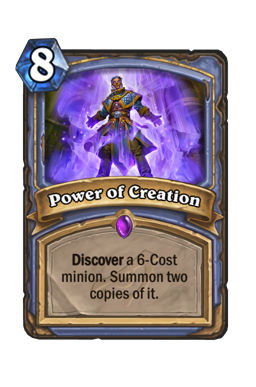 8
Power of Creation
Discover a 6-Cost
minion. Summon two
copies of it.